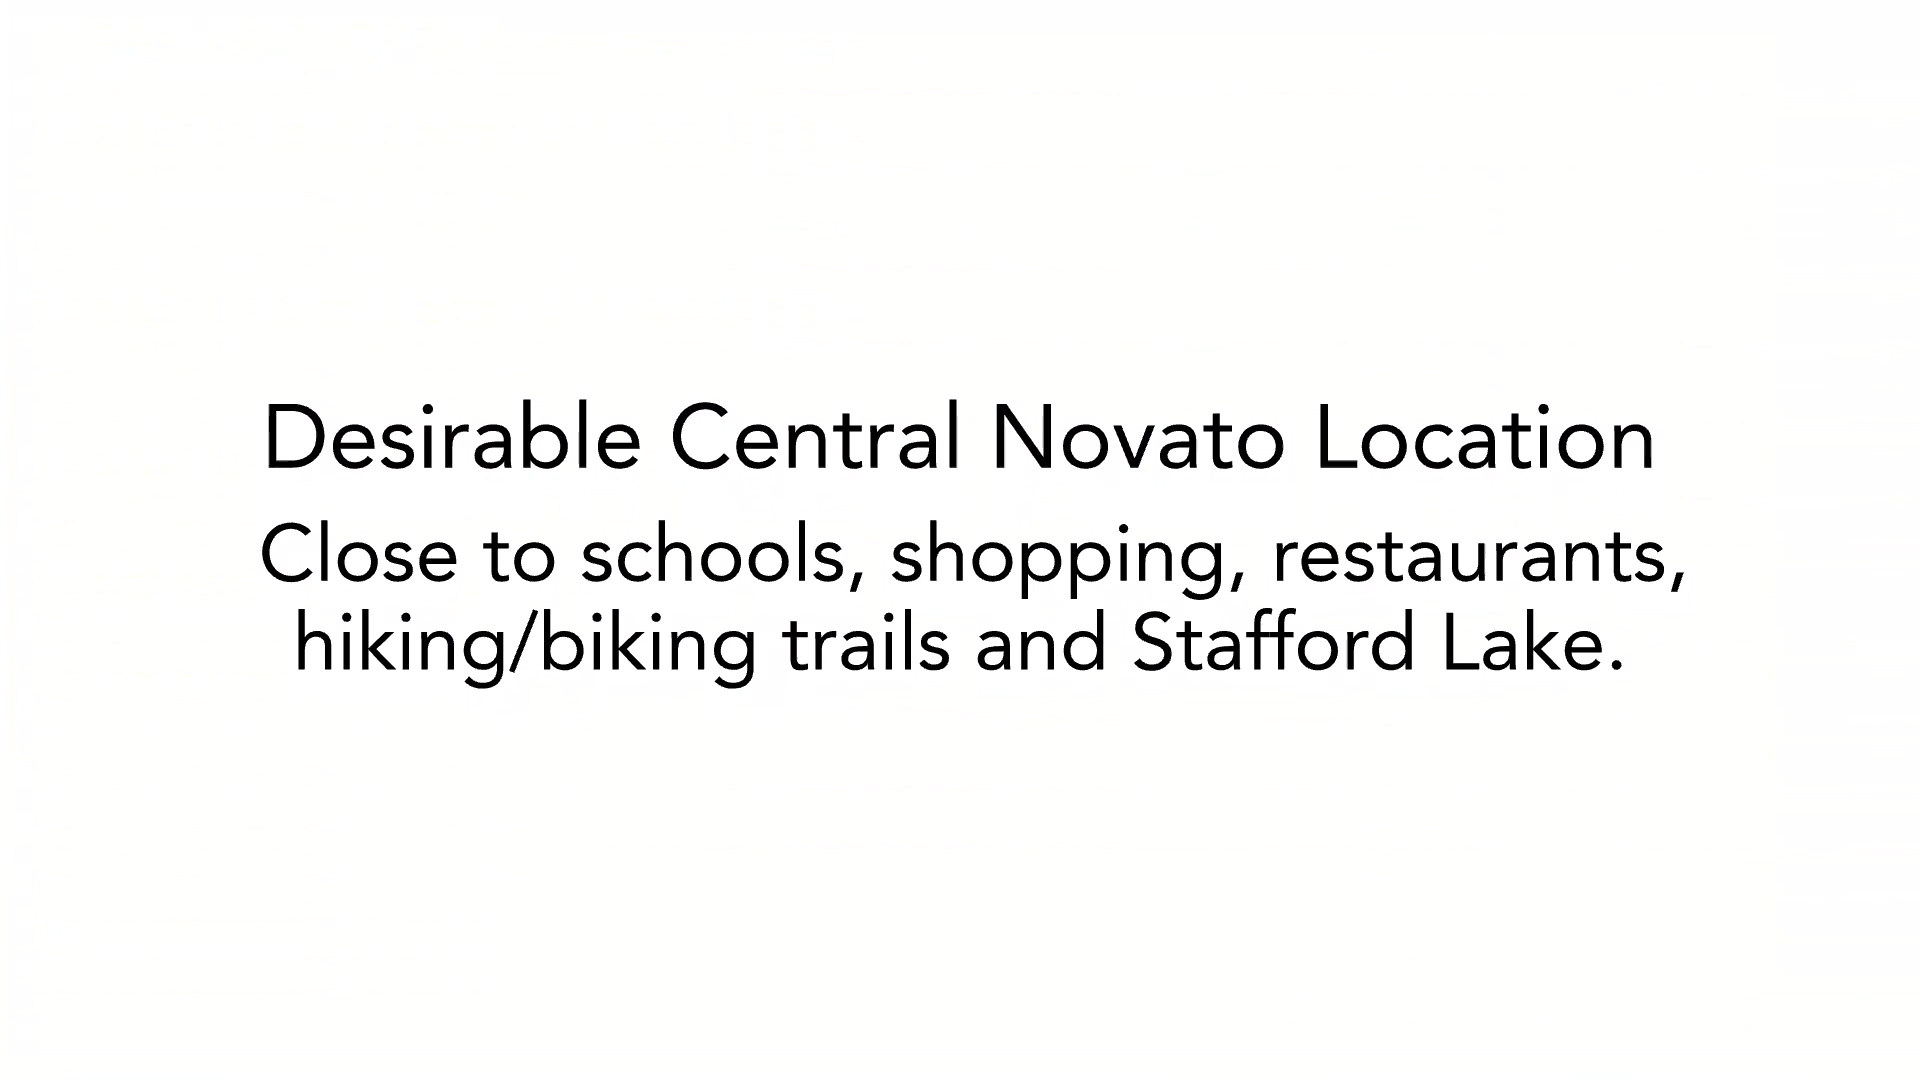 Desirable Central Novato Location
Close to schools, shopping, restaurants,
hiking/biking trails and Stafford Lake.